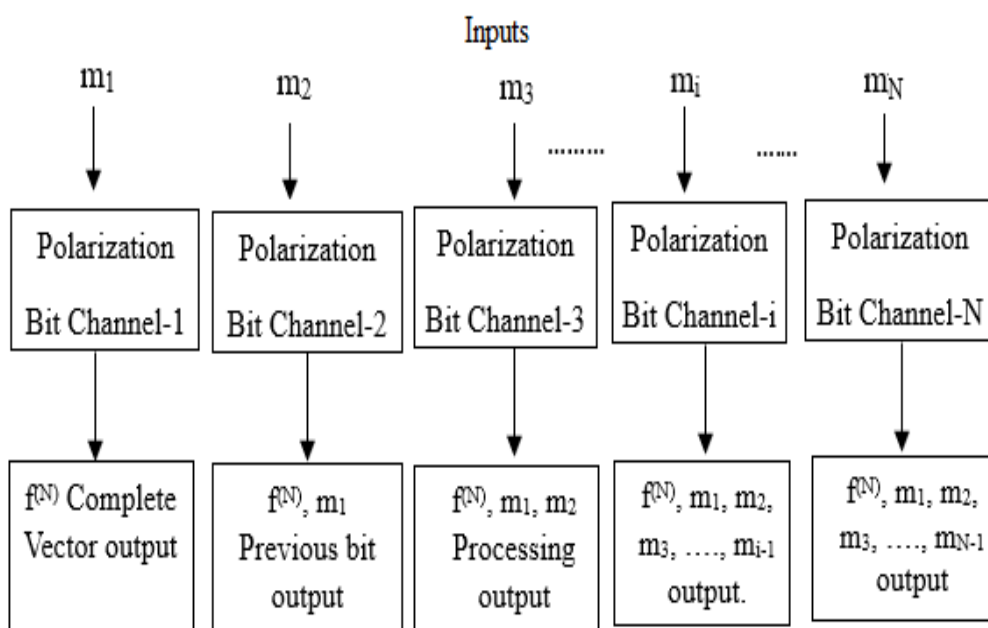 Inputs
m₁ m₂ m₃ ......... mᵢ ....... m_N
Polarization
Bit Channel-1
Polarization
Bit Channel-2
Polarization
Bit Channel-3
Polarization
Bit Channel-i
Polarization
Bit Channel-N
f⁽ᴺ⁾ Complete
Vector output
f⁽ᴺ⁾, m₁
Previous bit
output
f⁽ᴺ⁾, m₁, m₂
Processing
output
f⁽ᴺ⁾, m₁, m₂,
m₃, ...., mᵢ₋₁
output.
f⁽ᴺ⁾, m₁, m₂,
m₃, ...., m_N-1
output